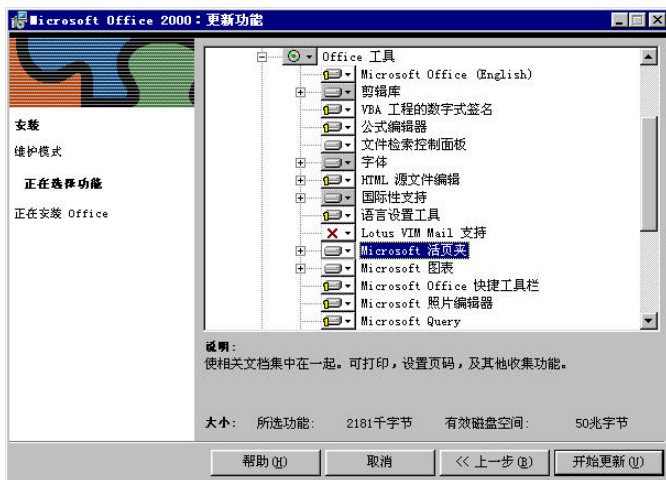 Microsoft Office 2000：更新功能
Office 工具
Microsoft Office (English)
剪辑库
VBA 工程的数字式签名
公式编辑器
文件检索控制面板
字体
HTML 源文件编辑
国际性支持
语言设置工具
Lotus VIM Mail 支持
Microsoft 活页夹
Microsoft 图表
Microsoft Office 快捷工具栏
Microsoft 照片编辑器
Microsoft Query
安装
维护模式
正在选择功能
正在安装 Office
说明：
使相关文档集中在一起。可打印，设置页码，及其他收集功能。
大小： 所选功能： 2181千字节 有效磁盘空间： 50兆字节
帮助(H) 取消 << 上一步(B) 开始更新(U)